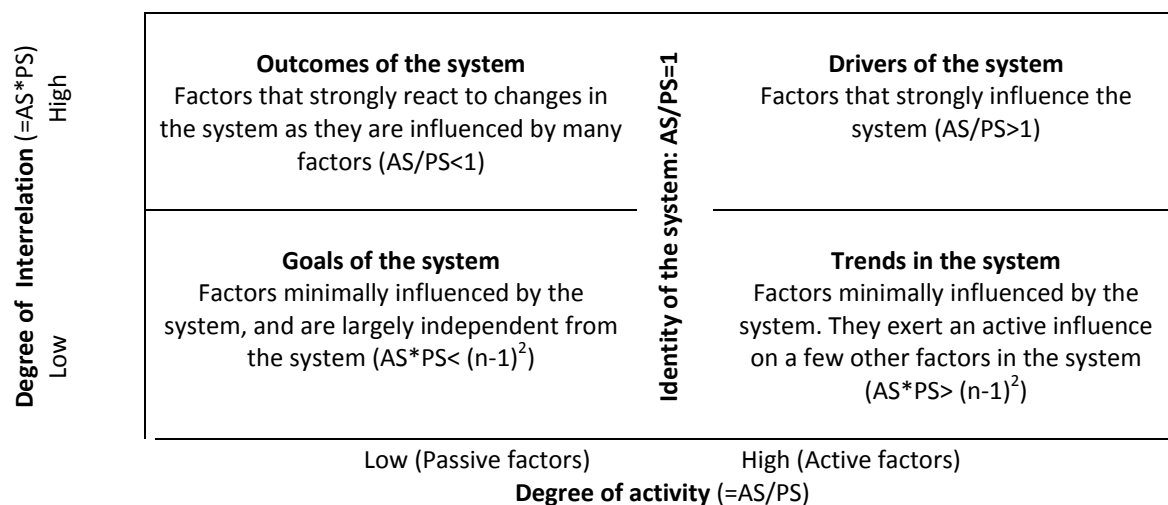 Degree of Interrelation (=AS*PS)
High
Low
Outcomes of the system
Factors that strongly react to changes in
the system as they are influenced by many
factors (AS/PS<1)
Identity of the system: AS/PS=1
Drivers of the system
Factors that strongly influence the
system (AS/PS>1)
Goals of the system
Factors minimally influenced by the
system, and are largely independent from
the system (AS*PS< (n-1)²)
Trends in the system
Factors minimally influenced by the
system. They exert an active influence
on a few other factors in the system
(AS*PS> (n-1)²)
Low (Passive factors)
High (Active factors)
Degree of activity (=AS/PS)